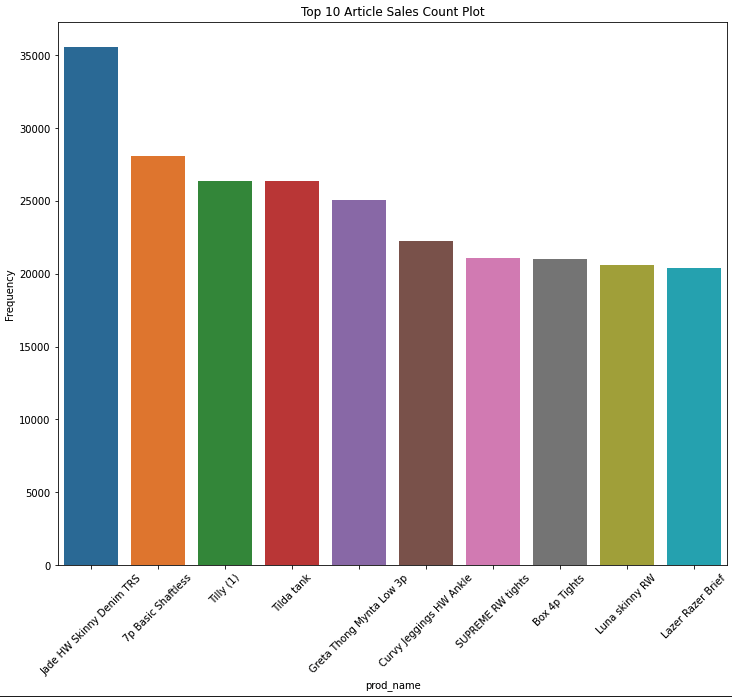 Top 10 Article Sales Count Plot
Frequency
35000
30000
25000
20000
15000
10000
5000
0
Jade HW Skinny Denim TRS
7p Basic Shaftless
Tilly (1)
Tilda tank
Greta Thong Mynta Low 3p
Curvy Jeggings HW Ankle
SUPREME RW tights
Box 4p Tights
Luna skinny RW
Lazer Razer Brief
prod_name